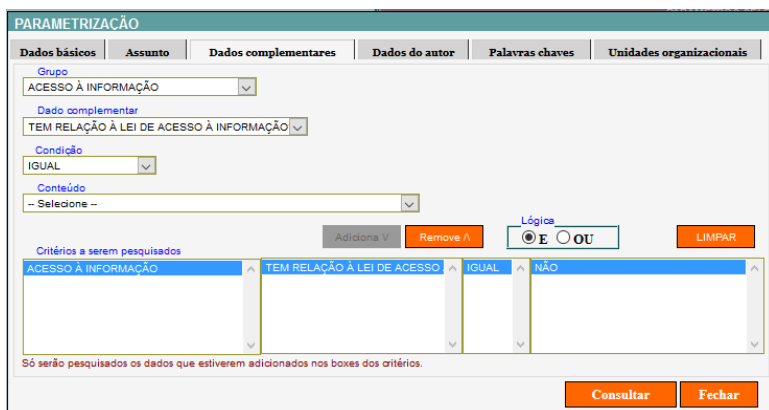 PARAMETRIZAÇÃO
Dados básicos Assunto Dados complementares Dados do autor Palavras chaves Unidades organizacionais
Grupo
ACESSO À INFORMAÇÃO
Dado complementar
TEM RELAÇÃO À LEI DE ACESSO À INFORMAÇÃO
Condição
IGUAL
Conteúdo
-- Selecione --
Lógica
Adiciona \/ Remove /\ E OU LIMPAR
Critérios a serem pesquisados
ACESSO À INFORMAÇÃO TEM RELAÇÃO À LEI DE ACESSO IGUAL NÃO
Só serão pesquisados os dados que estiverem adicionados nos boxes dos critérios.
Consultar Fechar